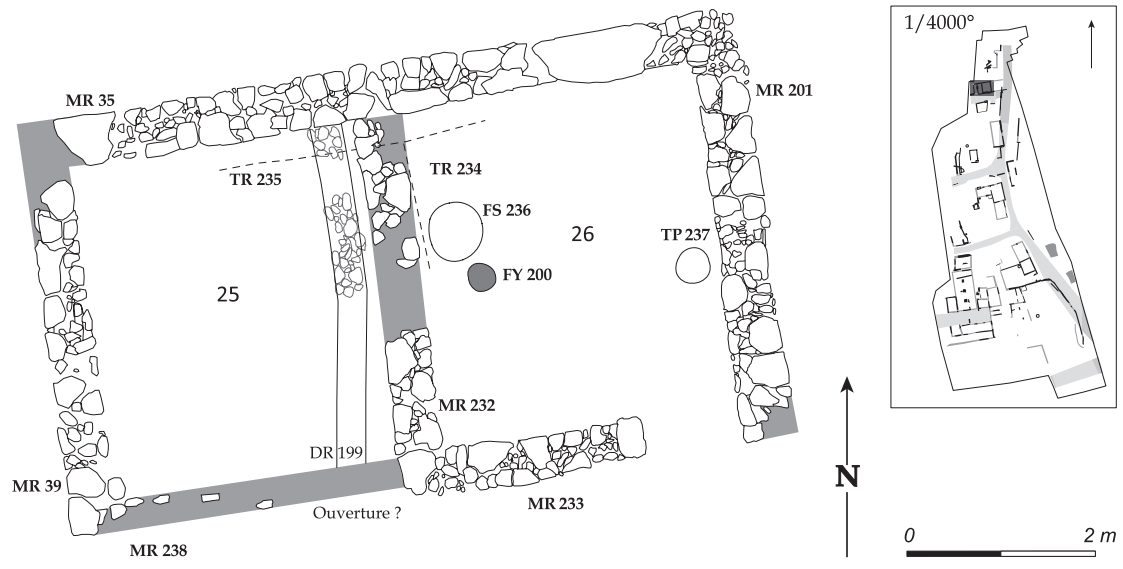 1/4000°
MR 35
MR 201
TR 235
TR 234
FS 236
26
TP 237
FY 200
25
MR 232
DR 199
MR 39
MR 233
Ouverture ?
MR 238
N
0 2 m